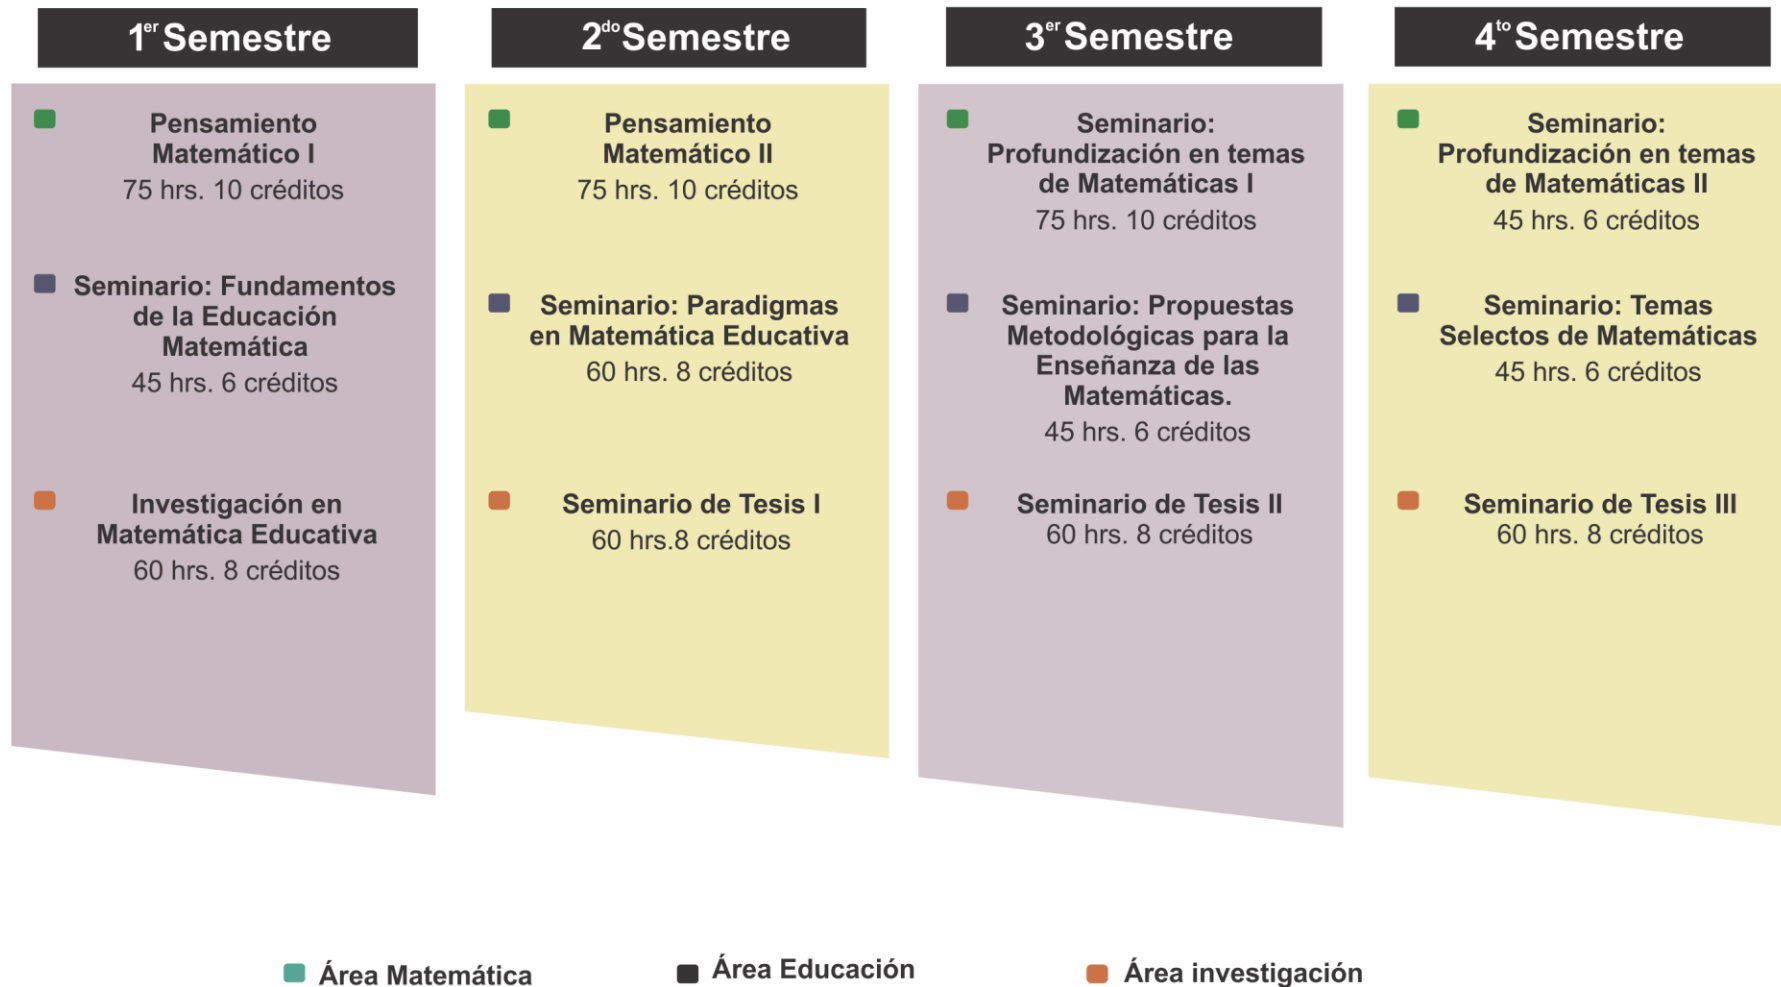 1er Semestre
Pensamiento
Matemático I
75 hrs. 10 créditos
Seminario: Fundamentos
de la Educación
Matemática
45 hrs. 6 créditos
Investigación en
Matemática Educativa
60 hrs. 8 créditos
2do Semestre
Pensamiento
Matemático II
75 hrs. 10 créditos
Seminario: Paradigmas
en Matemática Educativa
60 hrs. 8 créditos
Seminario de Tesis I
60 hrs.8 créditos
3er Semestre
Seminario:
Profundización en temas
de Matemáticas I
75 hrs. 10 créditos
Seminario: Propuestas
Metodológicas para la
Enseñanza de las
Matemáticas.
45 hrs. 6 créditos
Seminario de Tesis II
60 hrs. 8 créditos
4to Semestre
Seminario:
Profundización en temas
de Matemáticas II
45 hrs. 6 créditos
Seminario: Temas
Selectos de Matemáticas
45 hrs. 6 créditos
Seminario de Tesis III
60 hrs. 8 créditos
Área Matemática
Área Educación
Área investigación